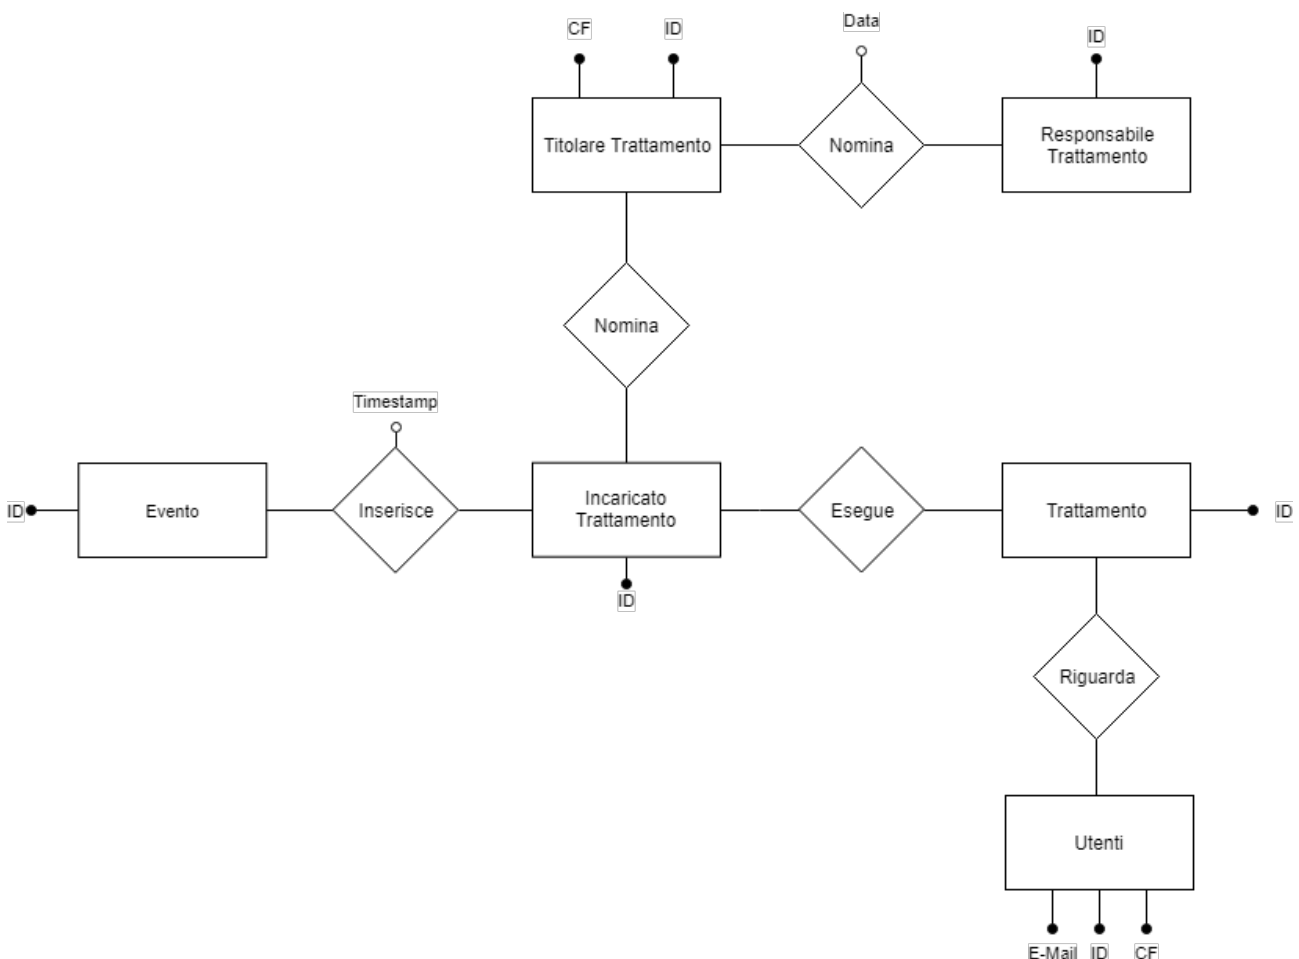 Data
CF
ID
ID
Titolare Trattamento
Nomina
Responsabile
Trattamento
Nomina
Timestamp
ID
Evento
Inserisce
Incaricato
Trattamento
Esegue
Trattamento
ID
ID
Riguarda
Utenti
E-Mail
ID
CF